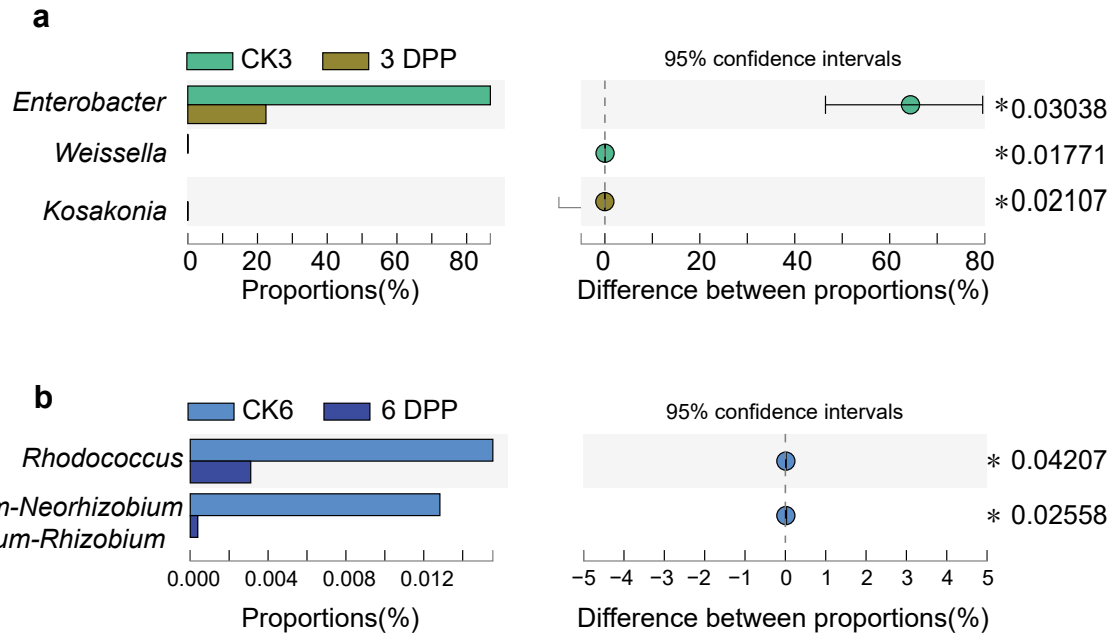 a
CK3 3 DPP
95% confidence intervals
Enterobacter
*0.03038
Weissella
*0.01771
Kosakonia
*0.02107
0 20 40 60 80
Proportions(%)
0 20 40 60 80
Difference between proportions(%)
b
CK6 6 DPP
95% confidence intervals
Rhodococcus
* 0.04207
-Neorhizobium
um-Rhizobium
* 0.02558
0.000 0.004 0.008 0.012
Proportions(%)
−5 −4 −3 −2 −1 0 1 2 3 4 5
Difference between proportions(%)